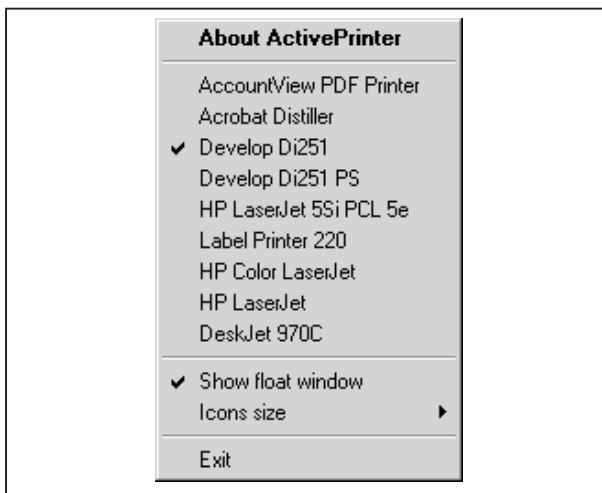 About ActivePrinter
AccountView PDF Printer
Acrobat Distiller
Develop Di251
Develop Di251 PS
HP LaserJet 5Si PCL 5e
Label Printer 220
HP Color LaserJet
HP LaserJet
DeskJet 970C
Show float window
Icons size
Exit